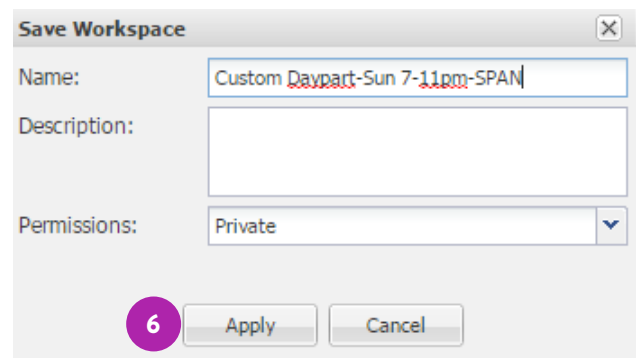 Save Workspace
Name: Custom Daypart-Sun 7-11pm-SPAN
Description:
Permissions: Private
6 Apply Cancel